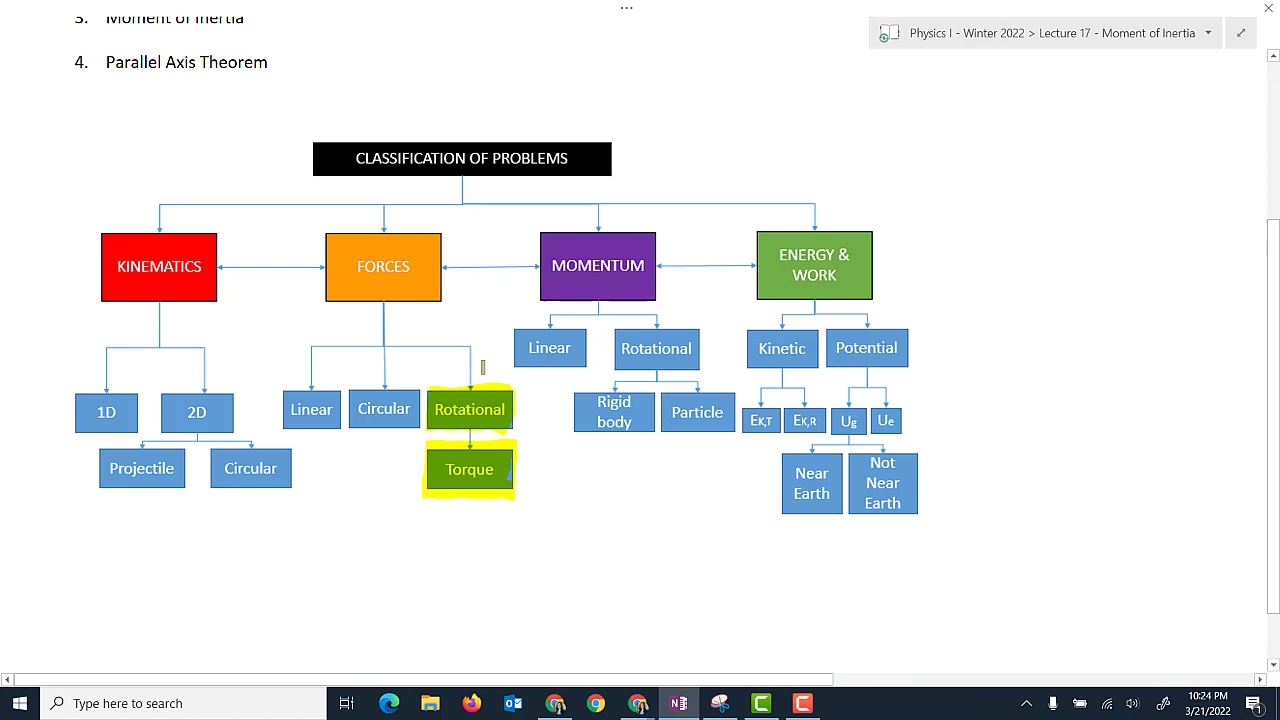 3. Moment of Inertia
Physics I - Winter 2022 > Lecture 17 - Moment of Inertia
4. Parallel Axis Theorem
CLASSIFICATION OF PROBLEMS
KINEMATICS
FORCES
MOMENTUM
ENERGY &
WORK
1D
2D
Projectile
Circular
Linear
Circular
Rotational
Torque
Linear
Rotational
Rigid
body
Particle
Kinetic
Potential
EK,T
EK,R
Ug
Ue
Near
Earth
Not
Near
Earth
Type here to search
10:24 PM
3/21/2022